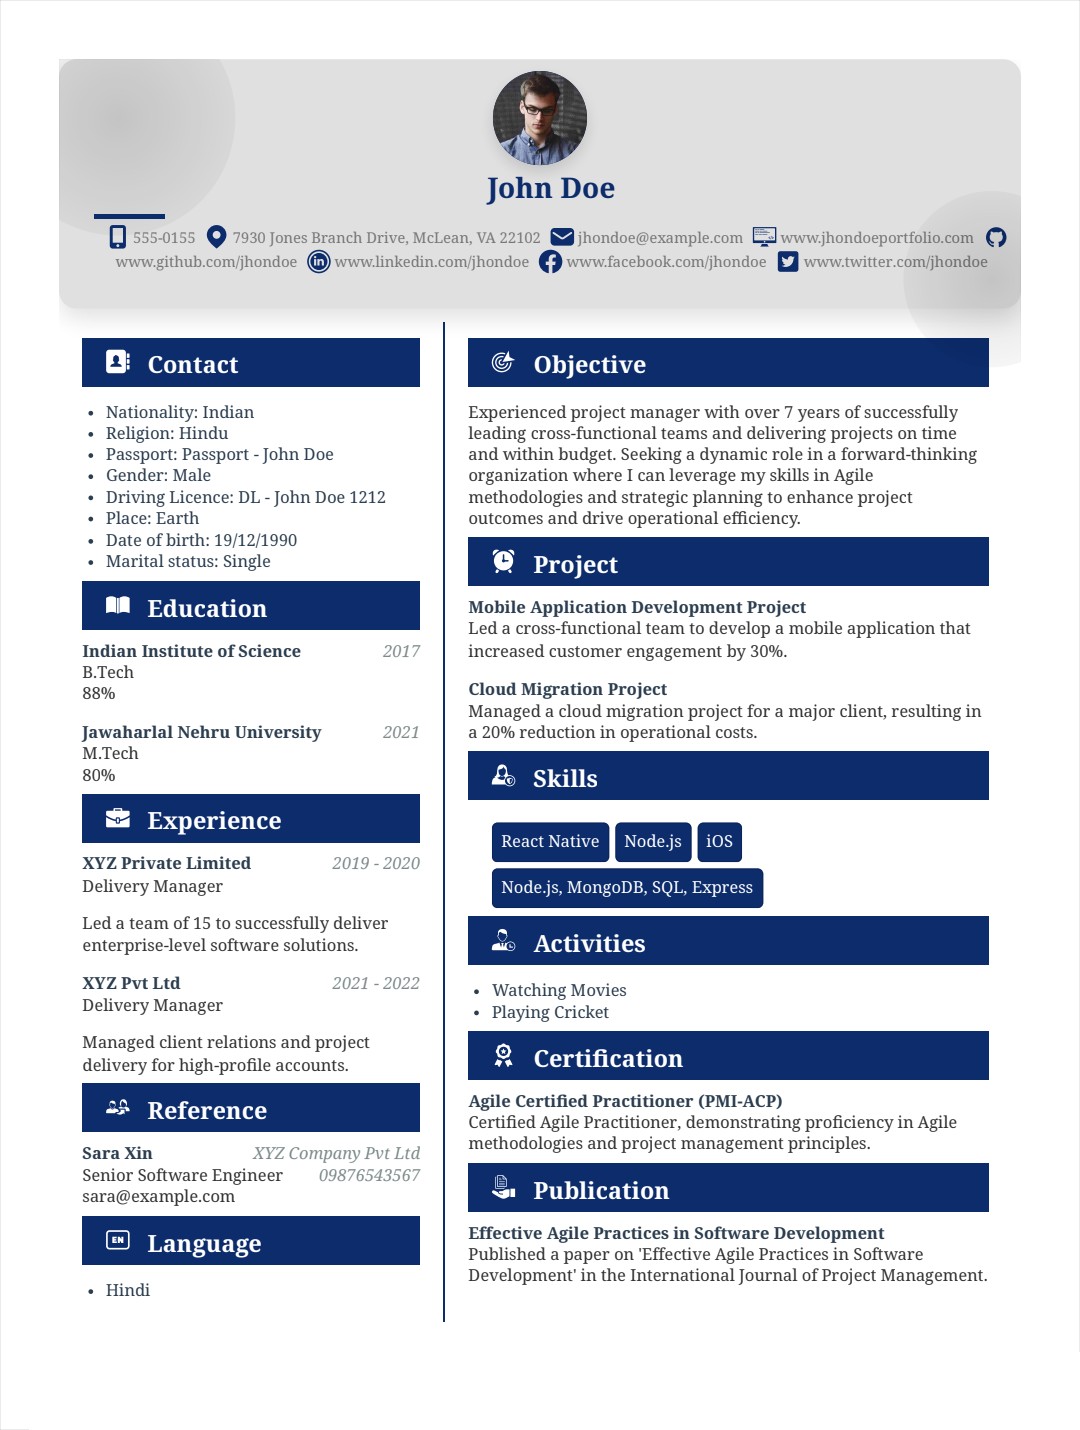 John Doe
555-0155 7930 Jones Branch Drive, McLean, VA 22102 jhondoe@example.com www.jhondoeportfolio.com
www.github.com/jhondoe www.linkedin.com/jhondoe www.facebook.com/jhondoe www.twitter.com/jhondoe
Contact
• Nationality: Indian
• Religion: Hindu
• Passport: Passport - John Doe
• Gender: Male
• Driving Licence: DL - John Doe 1212
• Place: Earth
• Date of birth: 19/12/1990
• Marital status: Single
Education
Indian Institute of Science 2017
B.Tech
88%
Jawaharlal Nehru University 2021
M.Tech
80%
Experience
XYZ Private Limited 2019 - 2020
Delivery Manager
Led a team of 15 to successfully deliver
enterprise-level software solutions.
XYZ Pvt Ltd 2021 - 2022
Delivery Manager
Managed client relations and project
delivery for high-profile accounts.
Reference
Sara Xin XYZ Company Pvt Ltd
Senior Software Engineer 09876543567
sara@example.com
EN
Language
• Hindi
Objective
Experienced project manager with over 7 years of successfully
leading cross-functional teams and delivering projects on time
and within budget. Seeking a dynamic role in a forward-thinking
organization where I can leverage my skills in Agile
methodologies and strategic planning to enhance project
outcomes and drive operational efficiency.
Project
Mobile Application Development Project
Led a cross-functional team to develop a mobile application that
increased customer engagement by 30%.
Cloud Migration Project
Managed a cloud migration project for a major client, resulting in
a 20% reduction in operational costs.
Skills
React Native Node.js iOS
Node.js, MongoDB, SQL, Express
Activities
• Watching Movies
• Playing Cricket
Certification
Agile Certified Practitioner (PMI-ACP)
Certified Agile Practitioner, demonstrating proficiency in Agile
methodologies and project management principles.
Publication
Effective Agile Practices in Software Development
Published a paper on 'Effective Agile Practices in Software
Development' in the International Journal of Project Management.